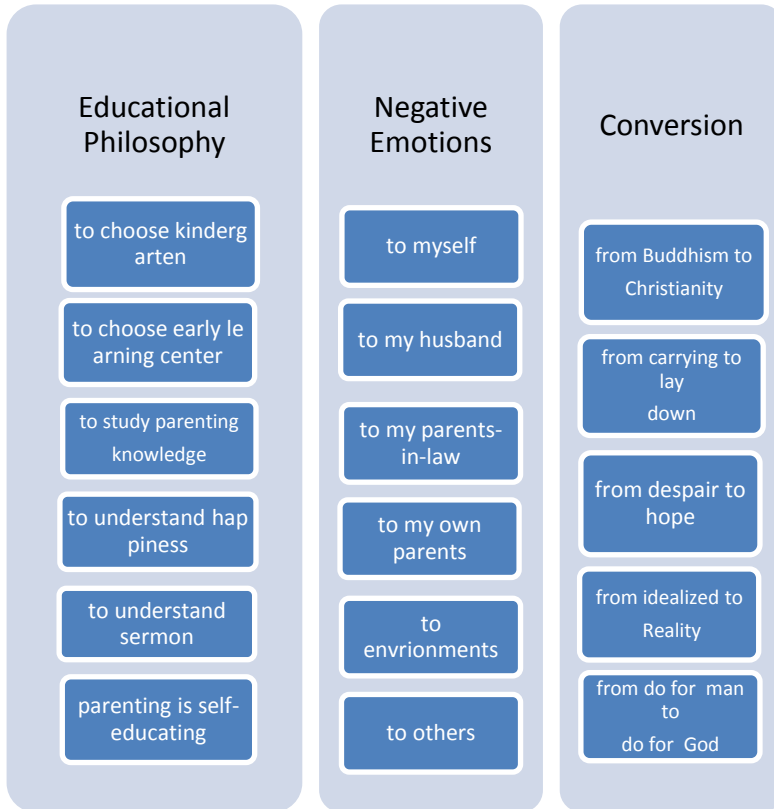 Educational
Philosophy
to choose kinderg
arten
to choose early le
arning center
to study parenting
knowledge
to understand hap
piness
to understand
sermon
parenting is self-
educating
Negative
Emotions
to myself
to my husband
to my parents-
in-law
to my own
parents
to
envrionments
to others
Conversion
from Buddhism to
Christianity
from carrying to
lay
down
from despair to
hope
from idealized to
Reality
from do for man
to
do for God